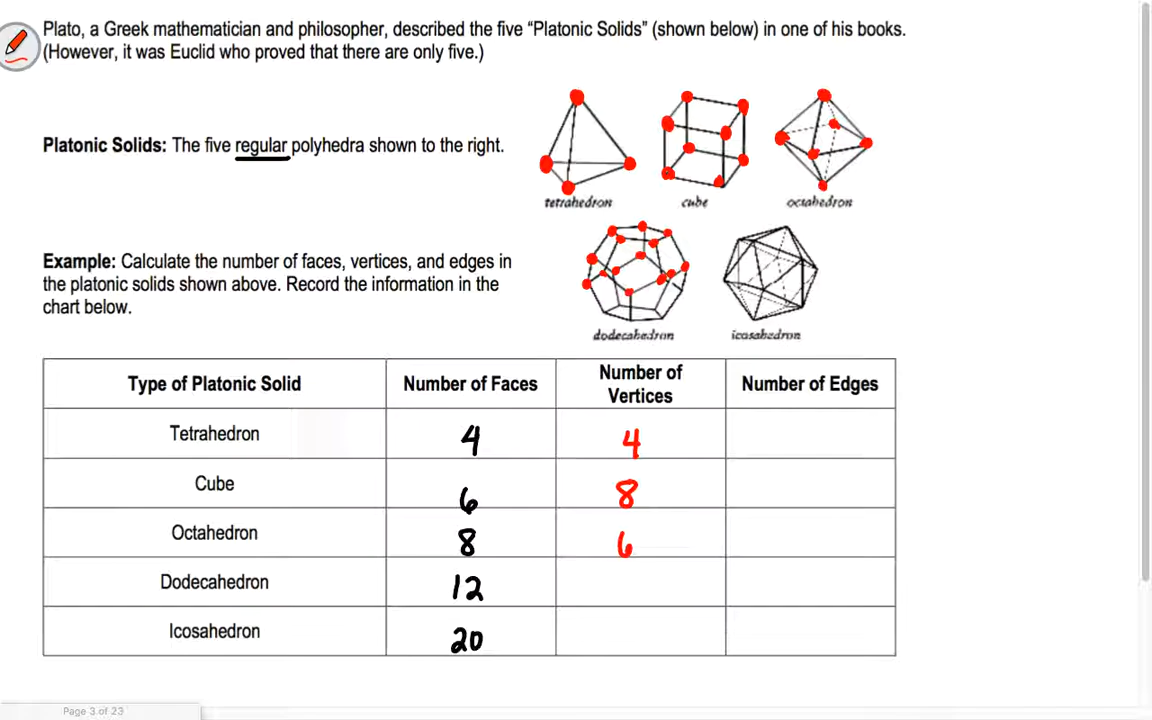 Plato, a Greek mathematician and philosopher, described the five “Platonic Solids” (shown below) in one of his books.
(However, it was Euclid who proved that there are only five.)
Platonic Solids: The five regular polyhedra shown to the right.
tetrahedron cube octahedron
Example: Calculate the number of faces, vertices, and edges in
the platonic solids shown above. Record the information in the
chart below.
dodecahedron icosahedron
Type of Platonic Solid Number of Faces Number of Vertices Number of Edges
Tetrahedron 4 4
Cube 6 8
Octahedron 8 6
Dodecahedron 12
Icosahedron 20
Page 3 of 23